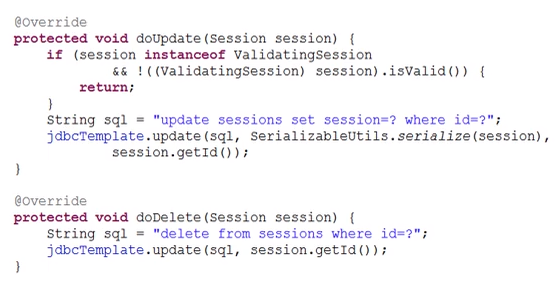 @Override
protected void doUpdate(Session session) {
    if (session instanceof ValidatingSession
            && !((ValidatingSession) session).isValid()) {
        return;
    }
    String sql = "update sessions set session=? where id=?";
    jdbcTemplate.update(sql, SerializableUtils.serialize(session),
            session.getId());
}
@Override
protected void doDelete(Session session) {
    String sql = "delete from sessions where id=?";
    jdbcTemplate.update(sql, session.getId());
}